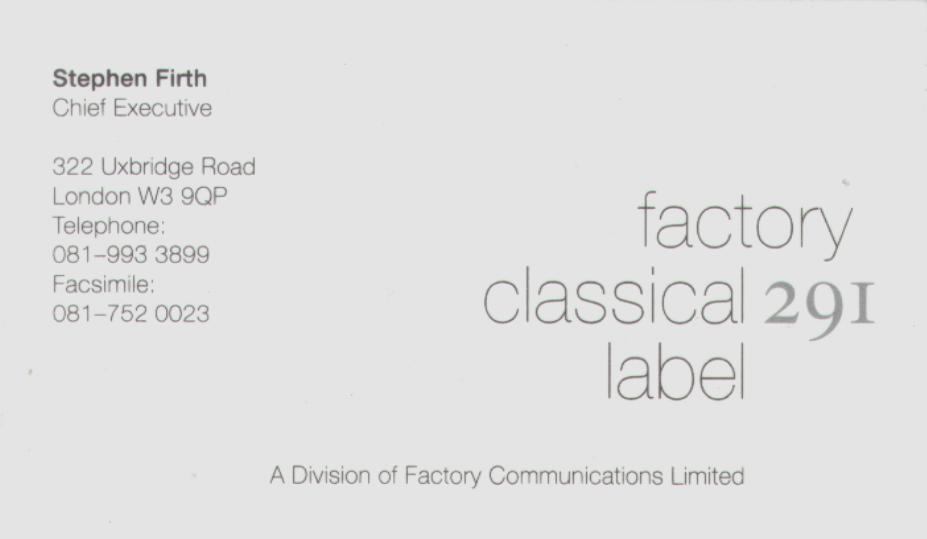 Stephen Firth
Chief Executive
322 Uxbridge Road
London W3 9QP
Telephone:
081–993 3899
Facsimile:
081–752 0023
factory
classical 291
label
A Division of Factory Communications Limited